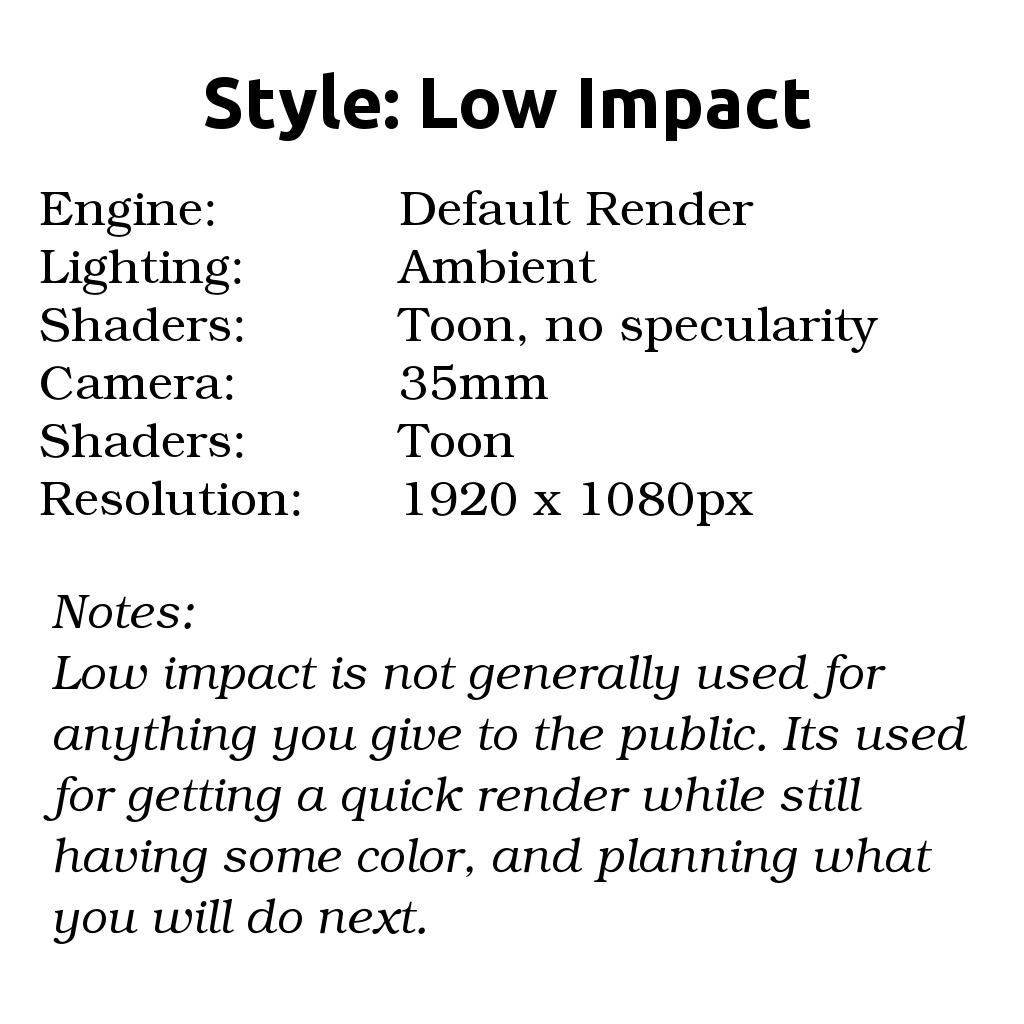 Style: Low Impact
Engine: Default Render
Lighting: Ambient
Shaders: Toon, no specularity
Camera: 35mm
Shaders: Toon
Resolution: 1920 x 1080px
Notes:
Low impact is not generally used for
anything you give to the public. Its used
for getting a quick render while still
having some color, and planning what
you will do next.